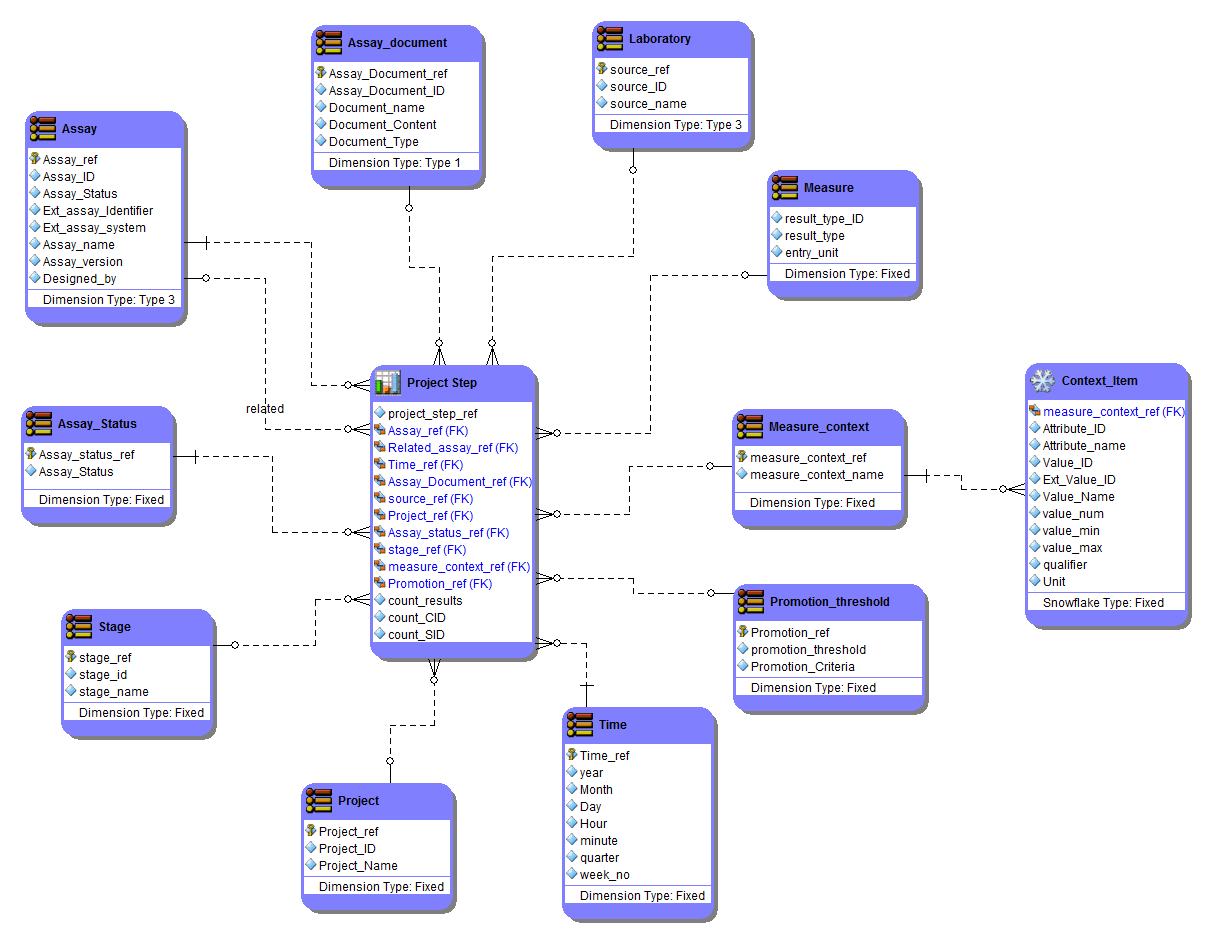 Assay_document
Assay_Document_ref
Assay_Document_ID
Document_name
Document_Content
Document_Type
Dimension Type: Type 1
Laboratory
source_ref
source_ID
source_name
Dimension Type: Type 3
Assay
Assay_ref
Assay_ID
Assay_Status
Ext_assay_Identifier
Ext_assay_system
Assay_name
Assay_version
Designed_by
Dimension Type: Type 3
Measure
result_type_ID
result_type
entry_unit
Dimension Type: Fixed
related
Project Step
project_step_ref
Assay_ref (FK)
Related_assay_ref (FK)
Time_ref (FK)
Assay_Document_ref (FK)
source_ref (FK)
Project_ref (FK)
Assay_status_ref (FK)
stage_ref (FK)
measure_context_ref (FK)
Promotion_ref (FK)
count_results
count_CID
count_SID
Context_Item
measure_context_ref (FK)
Attribute_ID
Attribute_name
Value_ID
Ext_Value_ID
Value_Name
value_num
value_min
value_max
qualifier
Unit
Snowflake Type: Fixed
Assay_Status
Assay_status_ref
Assay_Status
Dimension Type: Fixed
Measure_context
measure_context_ref
measure_context_name
Dimension Type: Fixed
Promotion_threshold
Promotion_ref
promotion_threshold
Promotion_Criteria
Dimension Type: Fixed
Stage
stage_ref
stage_id
stage_name
Dimension Type: Fixed
Time
Time_ref
year
Month
Day
Hour
minute
quarter
week_no
Dimension Type: Fixed
Project
Project_ref
Project_ID
Project_Name
Dimension Type: Fixed